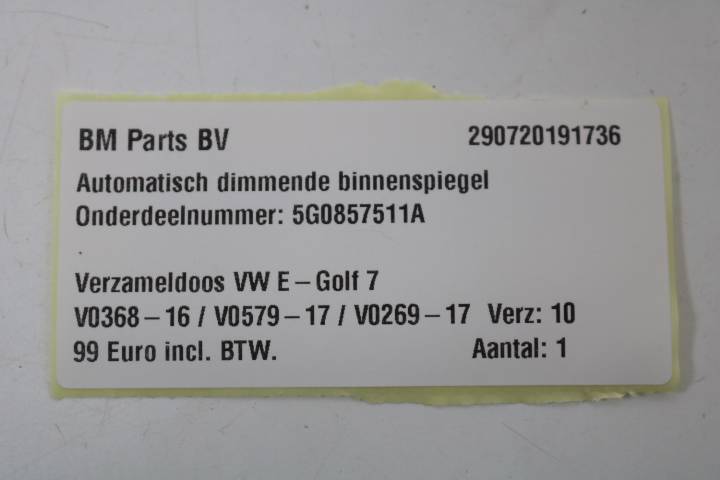 BM Parts BV 290720191736
Automatisch dimmende binnenspiegel
Onderdeelnummer: 5G0857511A
Verzameldoos VW E-Golf 7
V0368-16 / V0579-17 / V0269-17 Verz: 10
99 Euro incl. BTW. Aantal: 1